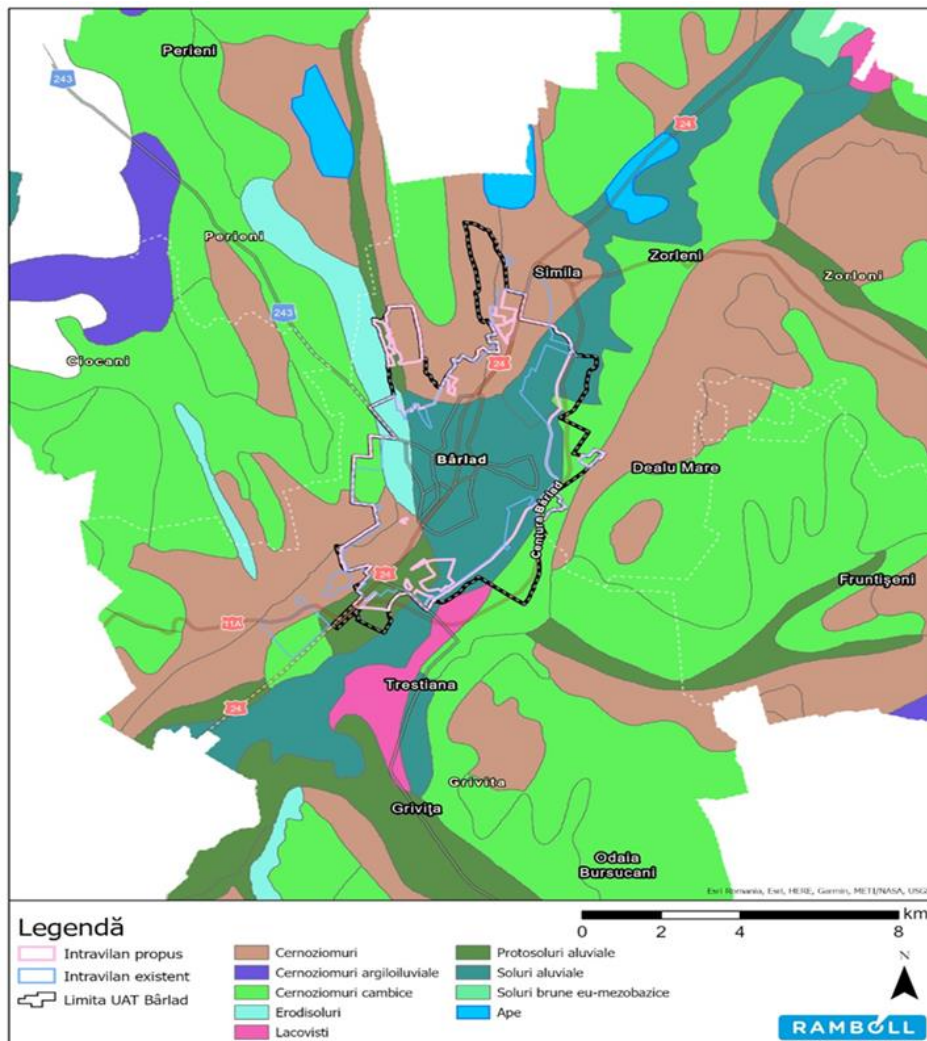 Perieni
243
24
Perieni
Simila
Zorleni
Zorleni
243
Ciocani
24
Bârlad
Dealu Mare
Centura Bârlad
24
Fruntișeni
11A
Trestiana
24
Grivița
Grivița
Odaia
Bursucani
Esri Romania, Esri, HERE, Garmin, METI/NASA, USGS
Legendă
Intravilan propus
Intravilan existent
Limita UAT Bârlad
Cernoziomuri
Cernoziomuri argiloiluviale
Cernoziomuri cambice
Erodisoluri
Lacovisti
Protosoluri aluviale
Soluri aluviale
Soluri brune eu-mezobazice
Ape
km
0 2 4 8
N
RAMBOLL